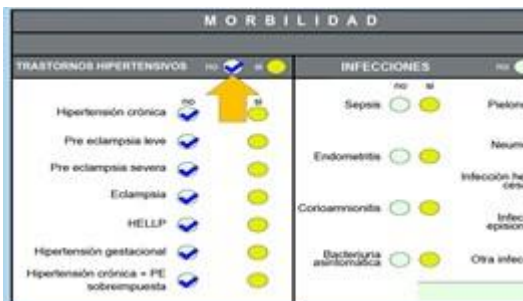 MORBILIDAD
TRASTORNOS HIPERTENSIVOS no si
no si
Hipertensión crónica
Pre eclampsia leve
Pre eclampsia severa
Eclampsia
HELLP
Hipertensión gestacional
Hipertensión crónica + PE
sobreimpuesta
INFECCIONES no
no si
Sepsis
Endometritis
Corioamnionitis
Bacteriuria
asintomática
Pielon
Neum
Infección he
ces
Infec
epision
Otra infec